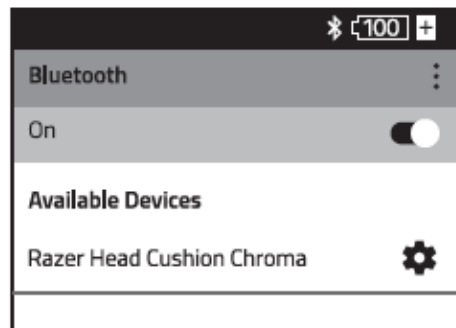 100 +
Bluetooth
On
Available Devices
Razer Head Cushion Chroma